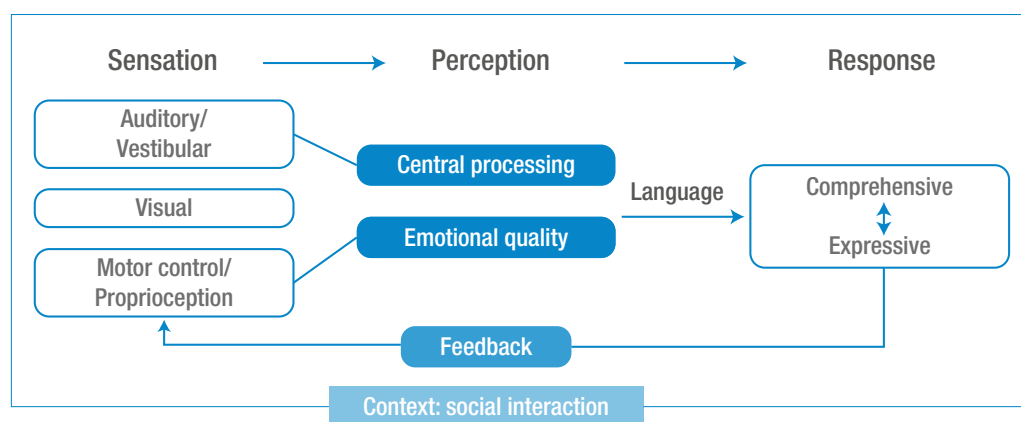 Sensation
Perception
Response
Auditory/
Vestibular
Visual
Motor control/
Proprioception
Central processing
Emotional quality
Language
Comprehensive
Expressive
Feedback
Context: social interaction